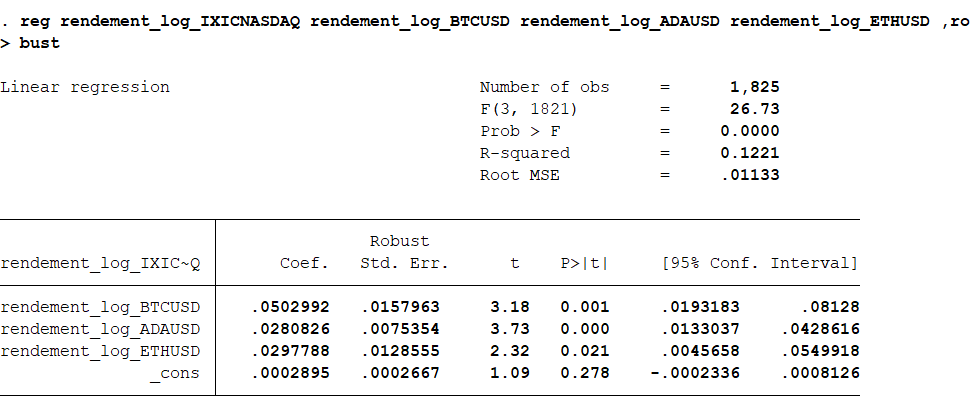 . reg rendement_log_IXICNASDAQ rendement_log_BTCUSD rendement_log_ADAUSD rendement_log_ETHUSD ,ro
> bust
Linear regression Number of obs = 1,825
F(3, 1821) = 26.73
Prob > F = 0.0000
R-squared = 0.1221
Root MSE = .01133
Robust
rendement_log_IXIC~Q Coef. Std. Err. t P>|t| [95% Conf. Interval]
rendement_log_BTCUSD .0502992 .0157963 3.18 0.001 .0193183 .08128
rendement_log_ADAUSD .0280826 .0075354 3.73 0.000 .0133037 .0428616
rendement_log_ETHUSD .0297788 .0128555 2.32 0.021 .0045658 .0549918
_cons .0002895 .0002667 1.09 0.278 -.0002336 .0008126